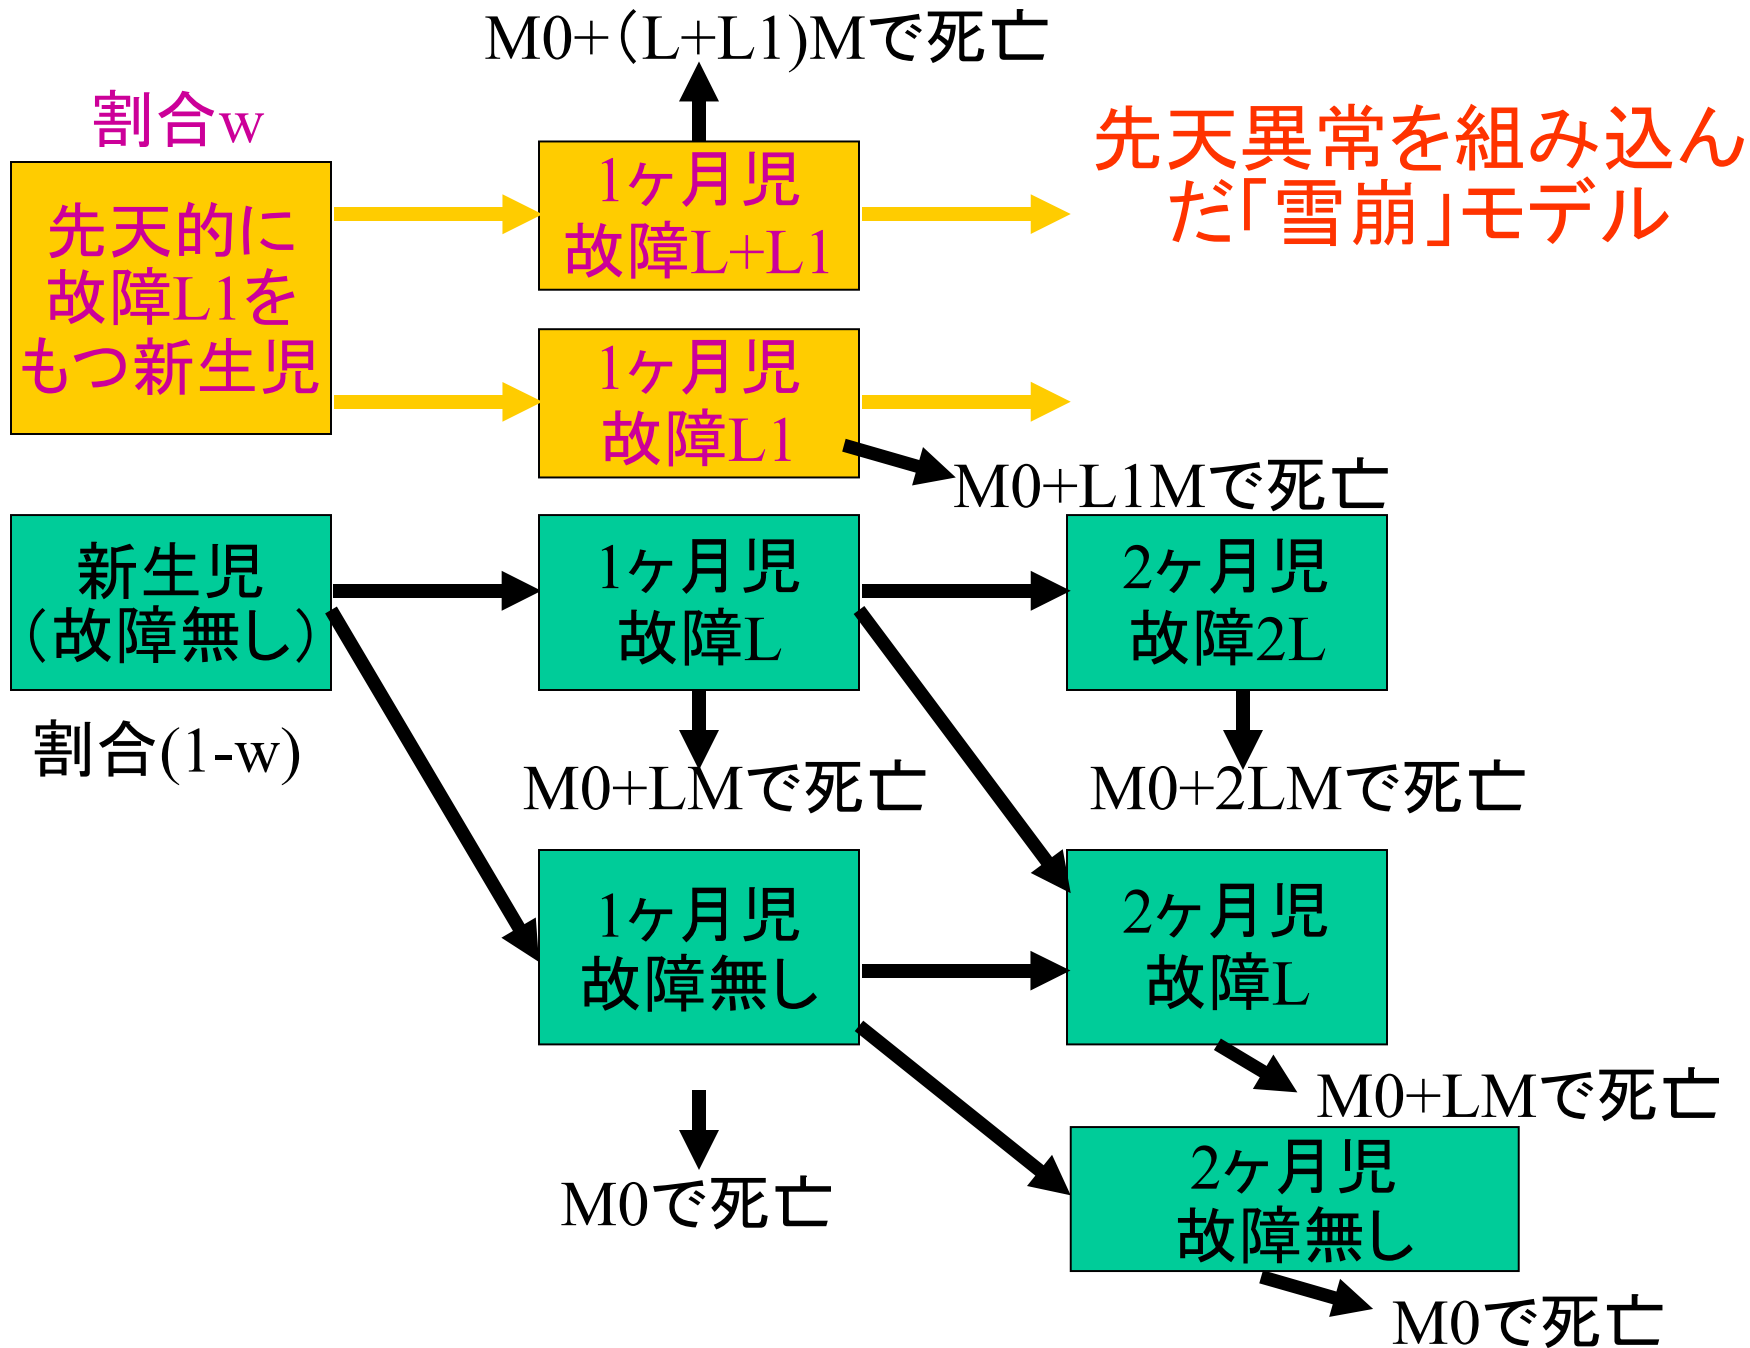 M0+(L+L1)Mで死亡
割合w
先天異常を組み込ん
だ「雪崩」モデル
先天的に
故障L1を
もつ新生児
1ヶ月児
故障L+L1
1ヶ月児
故障L1
M0+L1Mで死亡
新生児
(故障無し)
1ヶ月児
故障L
2ヶ月児
故障2L
割合(1-w)
M0+LMで死亡
M0+2LMで死亡
1ヶ月児
故障無し
2ヶ月児
故障L
M0+LMで死亡
M0で死亡
2ヶ月児
故障無し
M0で死亡